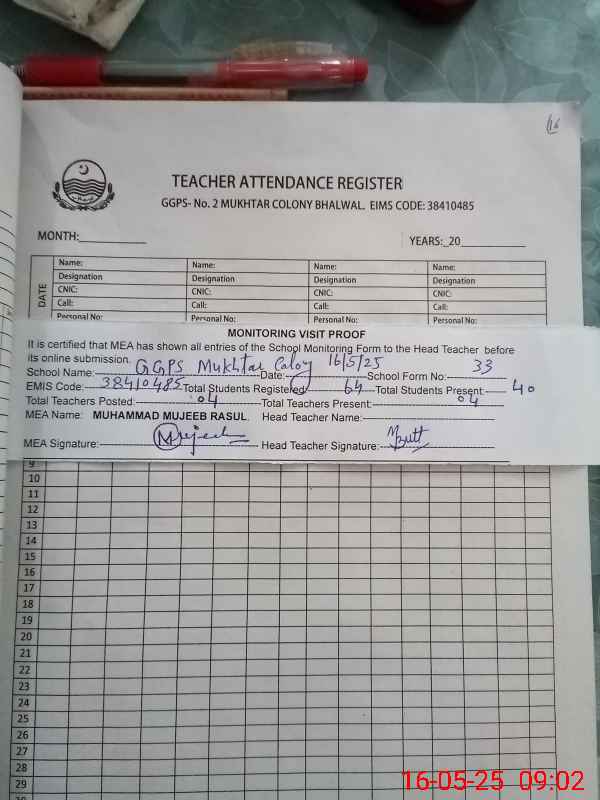 16
TEACHER ATTENDANCE REGISTER
GGPS- No. 2 MUKHTAR COLONY BHALWAL. EIMS CODE: 38410485
MONTH:__________ YEARS:_20__________
DATE
Name: Name: Name: Name:
Designation Designation Designation Designation
CNIC: CNIC: CNIC: CNIC:
Call: Call: Call: Call:
Personal No: Personal No: Personal No: Personal No:
MONITORING VISIT PROOF
It is certified that MEA has shown all entries of the School Monitoring Form to the Head Teacher before
its online submission.
School Name: GGPS Mukhtar Coloy Date: 16/5/25 School Form No: 33
EMIS Code: 38410485 Total Students Registered 64 Total Students Present: 40
Total Teachers Posted: 04 Total Teachers Present: 04
MEA Name: MUHAMMAD MUJEEB RASUL. Head Teacher Name:
MEA Signature: Mujeeb Head Teacher Signature: MButt
9
10
11
12
13
14
15
16
17
18
19
20
21
22
23
24
25
26
27
28
29
16-05-25 09:02